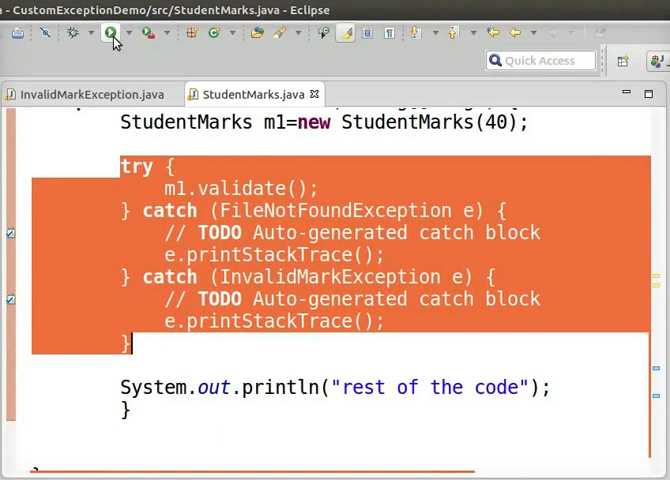 CustomExceptionDemo/src/StudentMarks.java - Eclipse
Quick Access
InvalidMarkException.java StudentMarks.java
StudentMarks m1=new StudentMarks(40);
try {
m1.validate();
} catch (FileNotFoundException e) {
// TODO Auto-generated catch block
e.printStackTrace();
} catch (InvalidMarkException e) {
// TODO Auto-generated catch block
e.printStackTrace();
}
System.out.println("rest of the code");
}